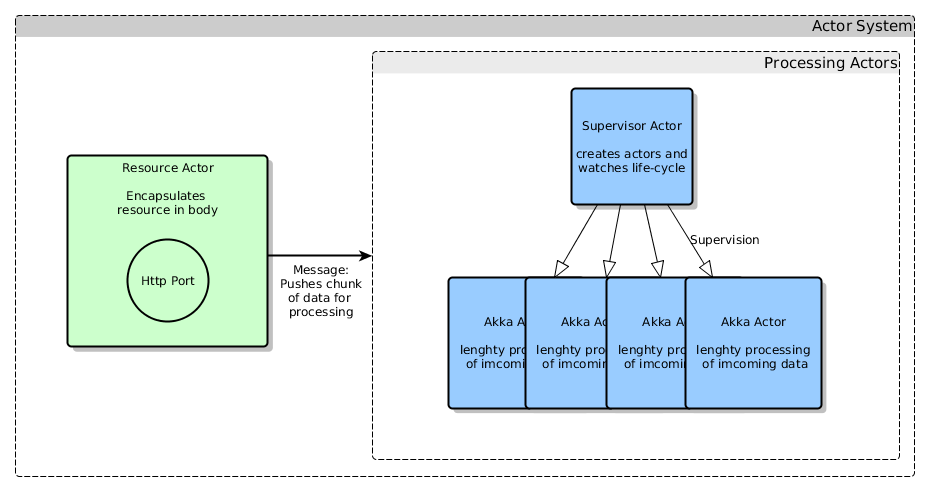 Actor System
Processing Actors
Supervisor Actor
creates actors and
watches life-cycle
Resource Actor
Encapsulates
resource in body
Http Port
Message:
Pushes chunk
of data for
processing
Supervision
Akka A
lenghty pro
of imcomi
Akka Ac
lenghty pro
of imcomin
Akka A
lenghty pro
of imcomi
Akka Actor
lenghty processing
of imcoming data